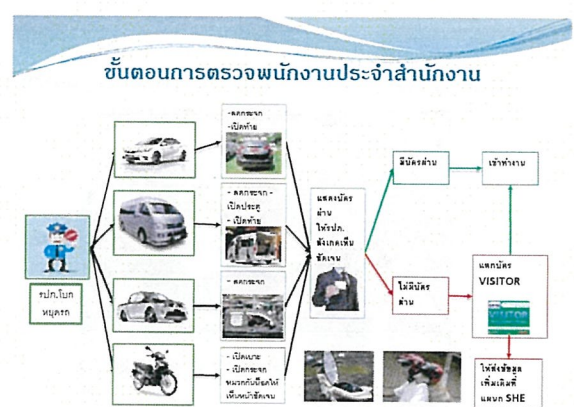 ขั้นตอนการตรวจพนักงานประจำสำนักงาน
-ลดกระจก
-เปิดท้าย
- ลดกระจก -
เปิดประตู
- เปิดท้าย
- ลดกระจก
- เปิดเบาะ
- เปิดกระจก
หมวกกันน็อคให้
เห็นหน้าชัดเจน
รปภ.โบก
หยุดรถ
แสดงบัตร
ผ่าน
ให้รปภ.
สังเกตเห็น
ชัดเจน
มีบัตรผ่าน
เข้าทำงาน
ไม่มีบัตร
ผ่าน
แลกบัตร
VISITOR
VISITOR
ให้ส่งข้อมูล
เพิ่มเติมที่
แผนก SHE